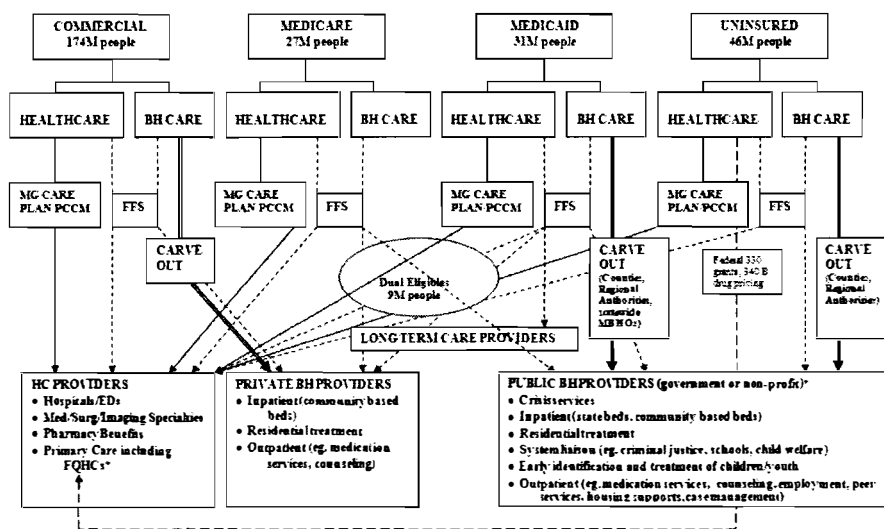 COMMERCIAL
174M people
MEDICARE
27M people
MEDICAID
31M people
UNINSURED
46M people
HEALTHCARE
BH CARE
HEALTHCARE
BH CARE
HEALTHCARE
BH CARE
HEALTHCARE
BH CARE
MG CARE
PLAN/PCCM
FFS
MG CARE
PLAN/PCCM
FFS
MG CARE
PLAN/PCCM
FFS
MG CARE
PLAN/PCCM
FFS
CARVE
OUT
Dual Eligibles
9M people
CARVE
OUT
(Counties,
Regional
Authorities,
statewide
MBHOs)
Federal 330
grants, 340 B
drug pricing
CARVE
OUT
(Counties,
Regional
Authorities)
LONG TERM CARE PROVIDERS
HC PROVIDERS
• Hospitals/EDs
• Med/Surg/Imaging Specialties
• Pharmacy Benefits
• Primary Care including
FQHCs*
PRIVATE BH PROVIDERS
• Inpatient (community based
beds)
• Residential treatment
• Outpatient (eg. medication
services, counseling)
PUBLIC BH PROVIDERS (government or non-profit)*
• Crisis services
• Inpatient (state beds, community based beds)
• Residential treatment
• System liaison (eg. criminal justice, schools, child welfare)
• Early identification and treatment of children/youth
• Outpatient (eg. medication services, counseling, employment, peer
services, housing supports, case management)